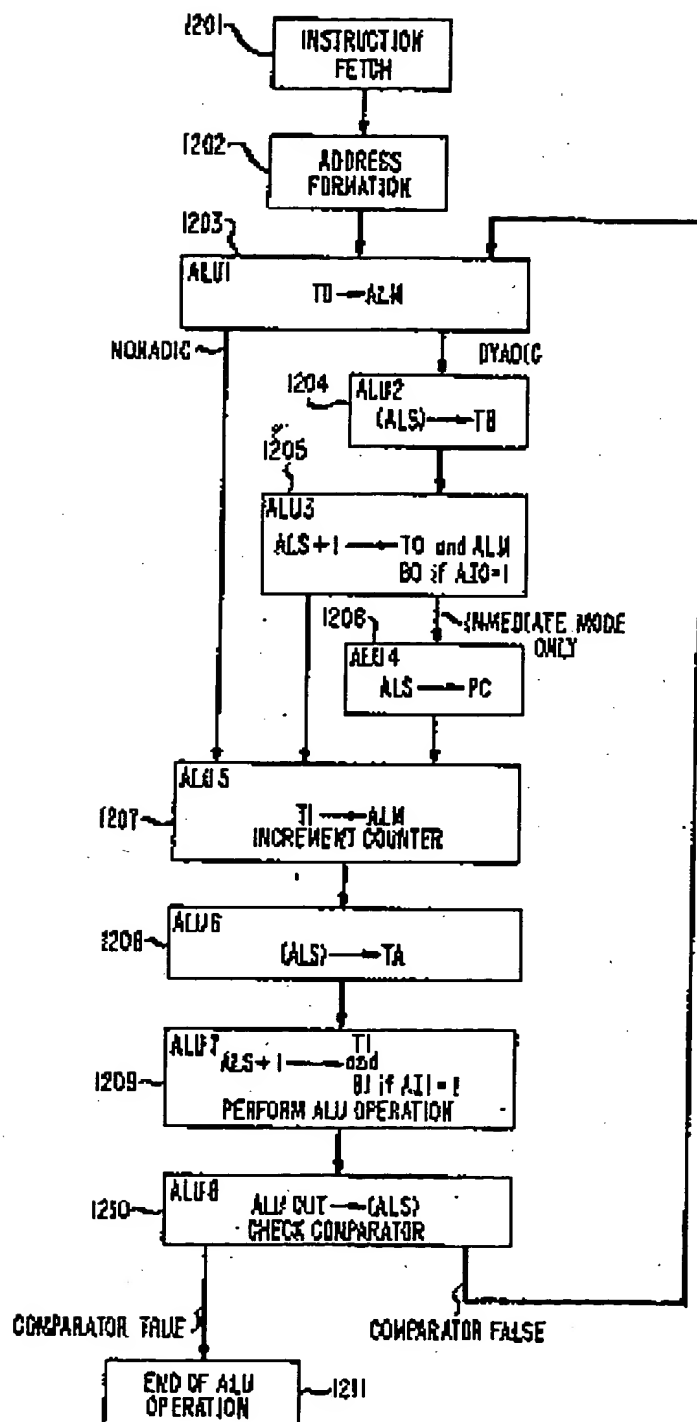 1201
INSTRUCTION
FETCH
1202
ADDRESS
FORMATION
1203
ALU1
T0 → ALM
MONADIC
DYADIC
1204
ALU2
(ALS) → TB
1205
ALU3
ALS+1 → T0 and ALM
B0 if AI0=1
1206
IMMEDIATE MODE
ONLY
ALU4
ALS → PC
ALU5
1207
T1 → ALM
INCREMENT COUNTER
ALU6
1208
(ALS) → TA
ALU7
T1
ALS+1 → and
B1 if AI1=1
1209
PERFORM ALU OPERATION
ALU8
1210
ALU OUT → (ALS)
CHECK COMPARATOR
COMPARATOR TRUE
COMPARATOR FALSE
END OF ALU
OPERATION
1211